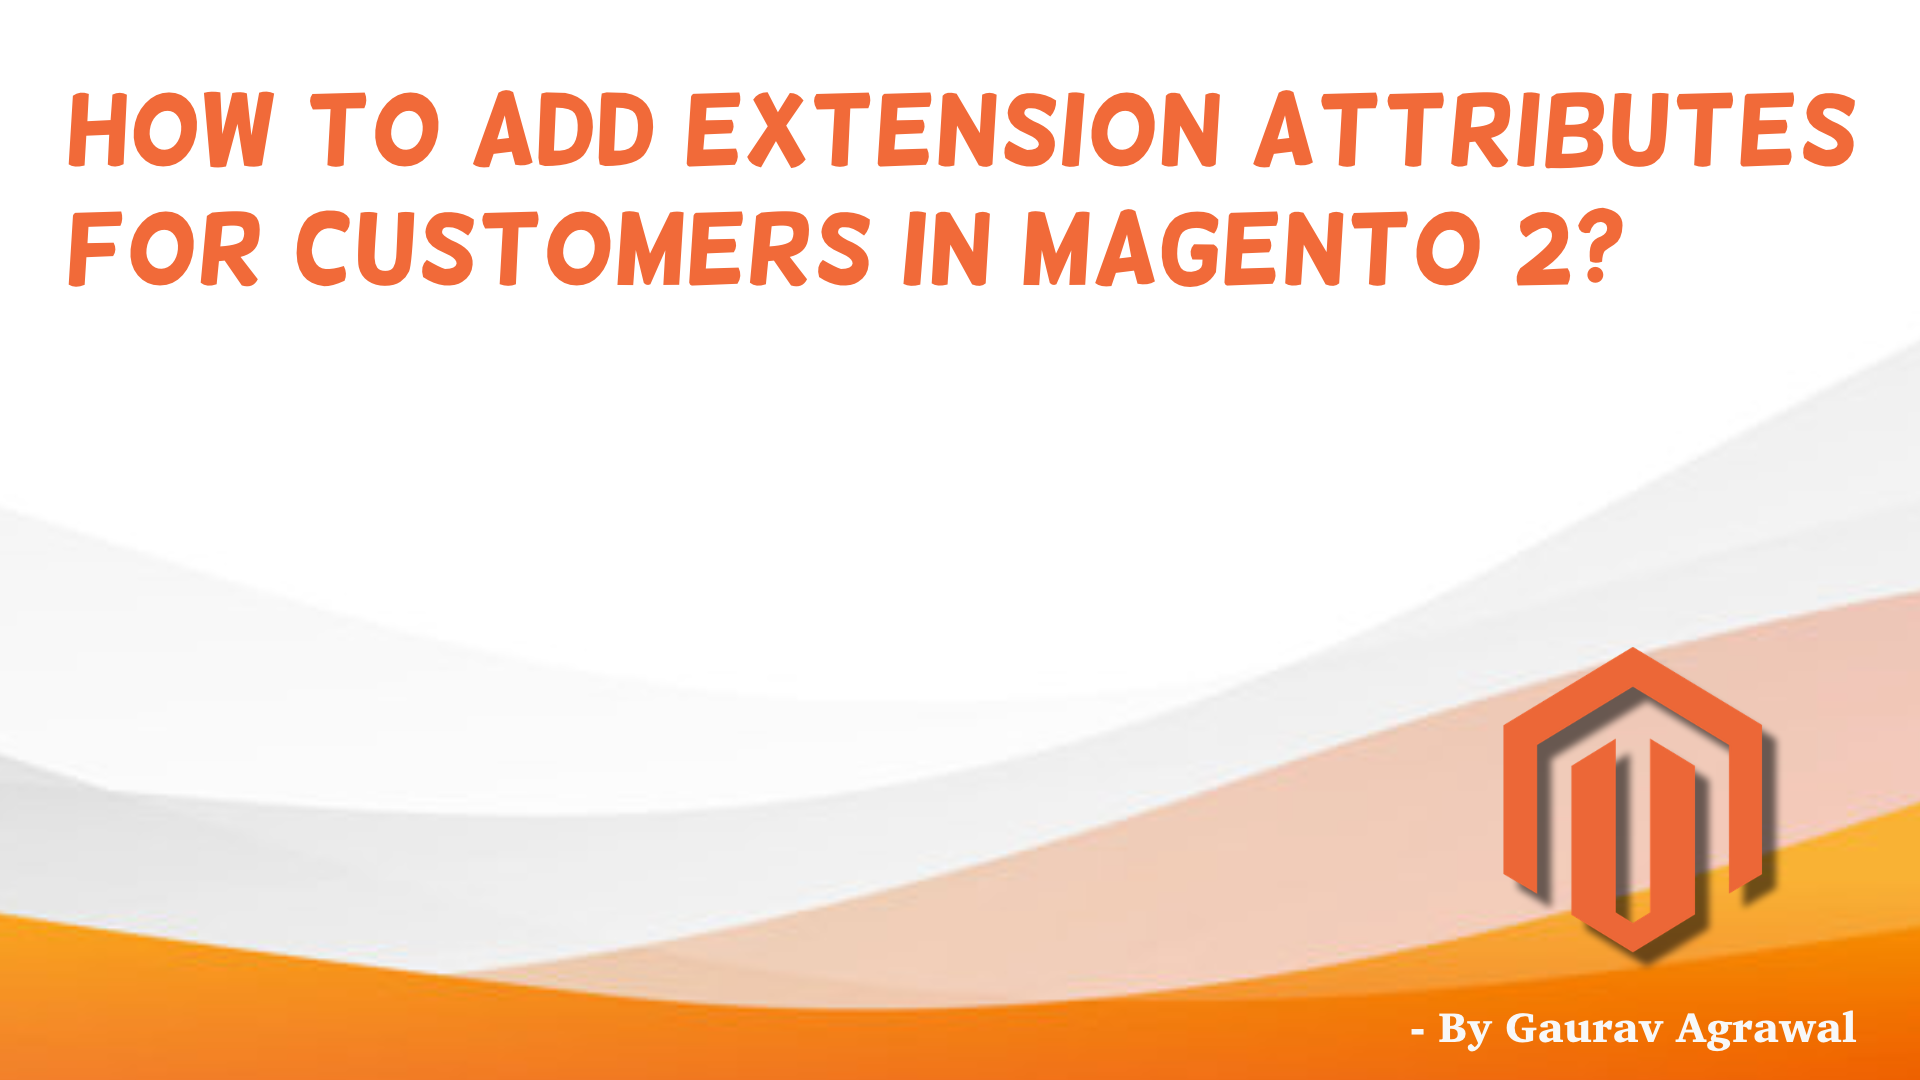 HOW TO ADD EXTENSION ATTRIBUTES
FOR CUSTOMERS IN MAGENTO 2?
- By Gaurav Agrawal